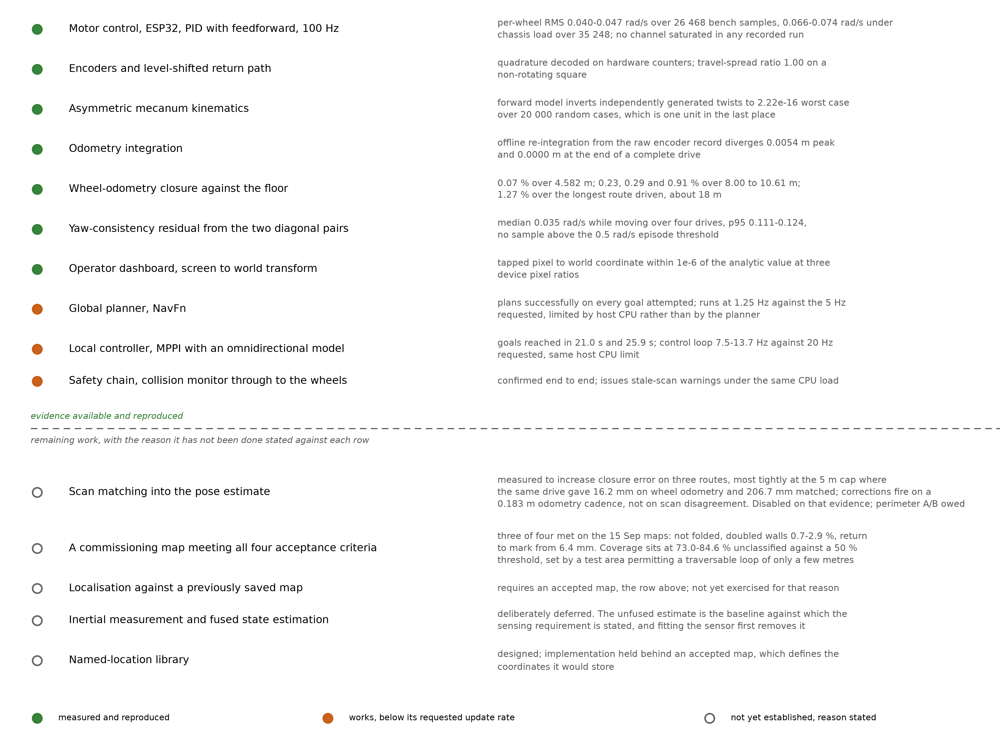 Motor control, ESP32, PID with feedforward, 100 Hz
per-wheel RMS 0.040-0.047 rad/s over 26 468 bench samples, 0.066-0.074 rad/s under
chassis load over 35 248; no channel saturated in any recorded run
Encoders and level-shifted return path
quadrature decoded on hardware counters; travel-spread ratio 1.00 on a
non-rotating square
Asymmetric mecanum kinematics
forward model inverts independently generated twists to 2.22e-16 worst case
over 20 000 random cases, which is one unit in the last place
Odometry integration
offline re-integration from the raw encoder record diverges 0.0054 m peak
and 0.0000 m at the end of a complete drive
Wheel-odometry closure against the floor
0.07 % over 4.582 m; 0.23, 0.29 and 0.91 % over 8.00 to 10.61 m;
1.27 % over the longest route driven, about 18 m
Yaw-consistency residual from the two diagonal pairs
median 0.035 rad/s while moving over four drives, p95 0.111-0.124,
no sample above the 0.5 rad/s episode threshold
Operator dashboard, screen to world transform
tapped pixel to world coordinate within 1e-6 of the analytic value at three
device pixel ratios
Global planner, NavFn
plans successfully on every goal attempted; runs at 1.25 Hz against the 5 Hz
requested, limited by host CPU rather than by the planner
Local controller, MPPI with an omnidirectional model
goals reached in 21.0 s and 25.9 s; control loop 7.5-13.7 Hz against 20 Hz
requested, same host CPU limit
Safety chain, collision monitor through to the wheels
confirmed end to end; issues stale-scan warnings under the same CPU load
evidence available and reproduced
remaining work, with the reason it has not been done stated against each row
Scan matching into the pose estimate
measured to increase closure error on three routes, most tightly at the 5 m cap where
the same drive gave 16.2 mm on wheel odometry and 206.7 mm matched; corrections fire on a
0.183 m odometry cadence, not on scan disagreement. Disabled on that evidence; perimeter A/B owed
A commissioning map meeting all four acceptance criteria
three of four met on the 15 Sep maps: not folded, doubled walls 0.7-2.9 %, return
to mark from 6.4 mm. Coverage sits at 73.0-84.6 % unclassified against a 50 %
threshold, set by a test area permitting a traversable loop of only a few metres
Localisation against a previously saved map
requires an accepted map, the row above; not yet exercised for that reason
Inertial measurement and fused state estimation
deliberately deferred. The unfused estimate is the baseline against which the
sensing requirement is stated, and fitting the sensor first removes it
Named-location library
designed; implementation held behind an accepted map, which defines the
coordinates it would store
measured and reproduced
works, below its requested update rate
not yet established, reason stated